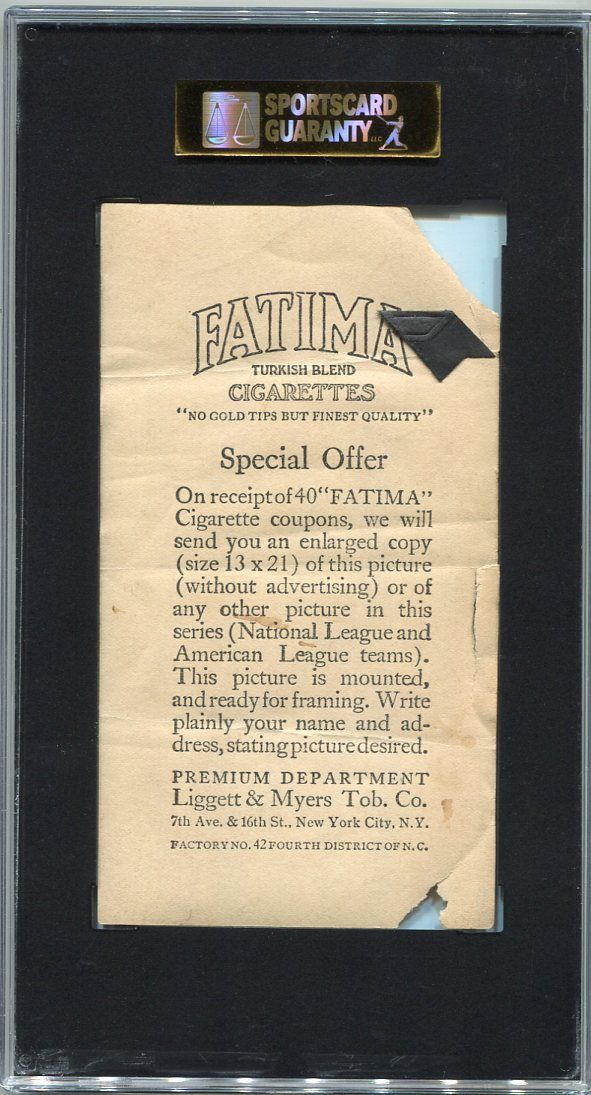 SPORTSCARD
GUARANTY LLC
FATIMA
TURKISH BLEND
CIGARETTES
"NO GOLD TIPS BUT FINEST QUALITY"
Special Offer
On receipt of 40 "FATIMA"
Cigarette coupons, we will
send you an enlarged copy
(size 13 x 21) of this picture
(without advertising) or of
any other picture in this
series (National League and
American League teams).
This picture is mounted,
and ready for framing. Write
plainly your name and ad-
dress, stating picture desired.
PREMIUM DEPARTMENT
Liggett & Myers Tob. Co.
7th Ave. & 16th St., New York City, N.Y.
FACTORY NO. 42 FOURTH DISTRICT OF N.C.